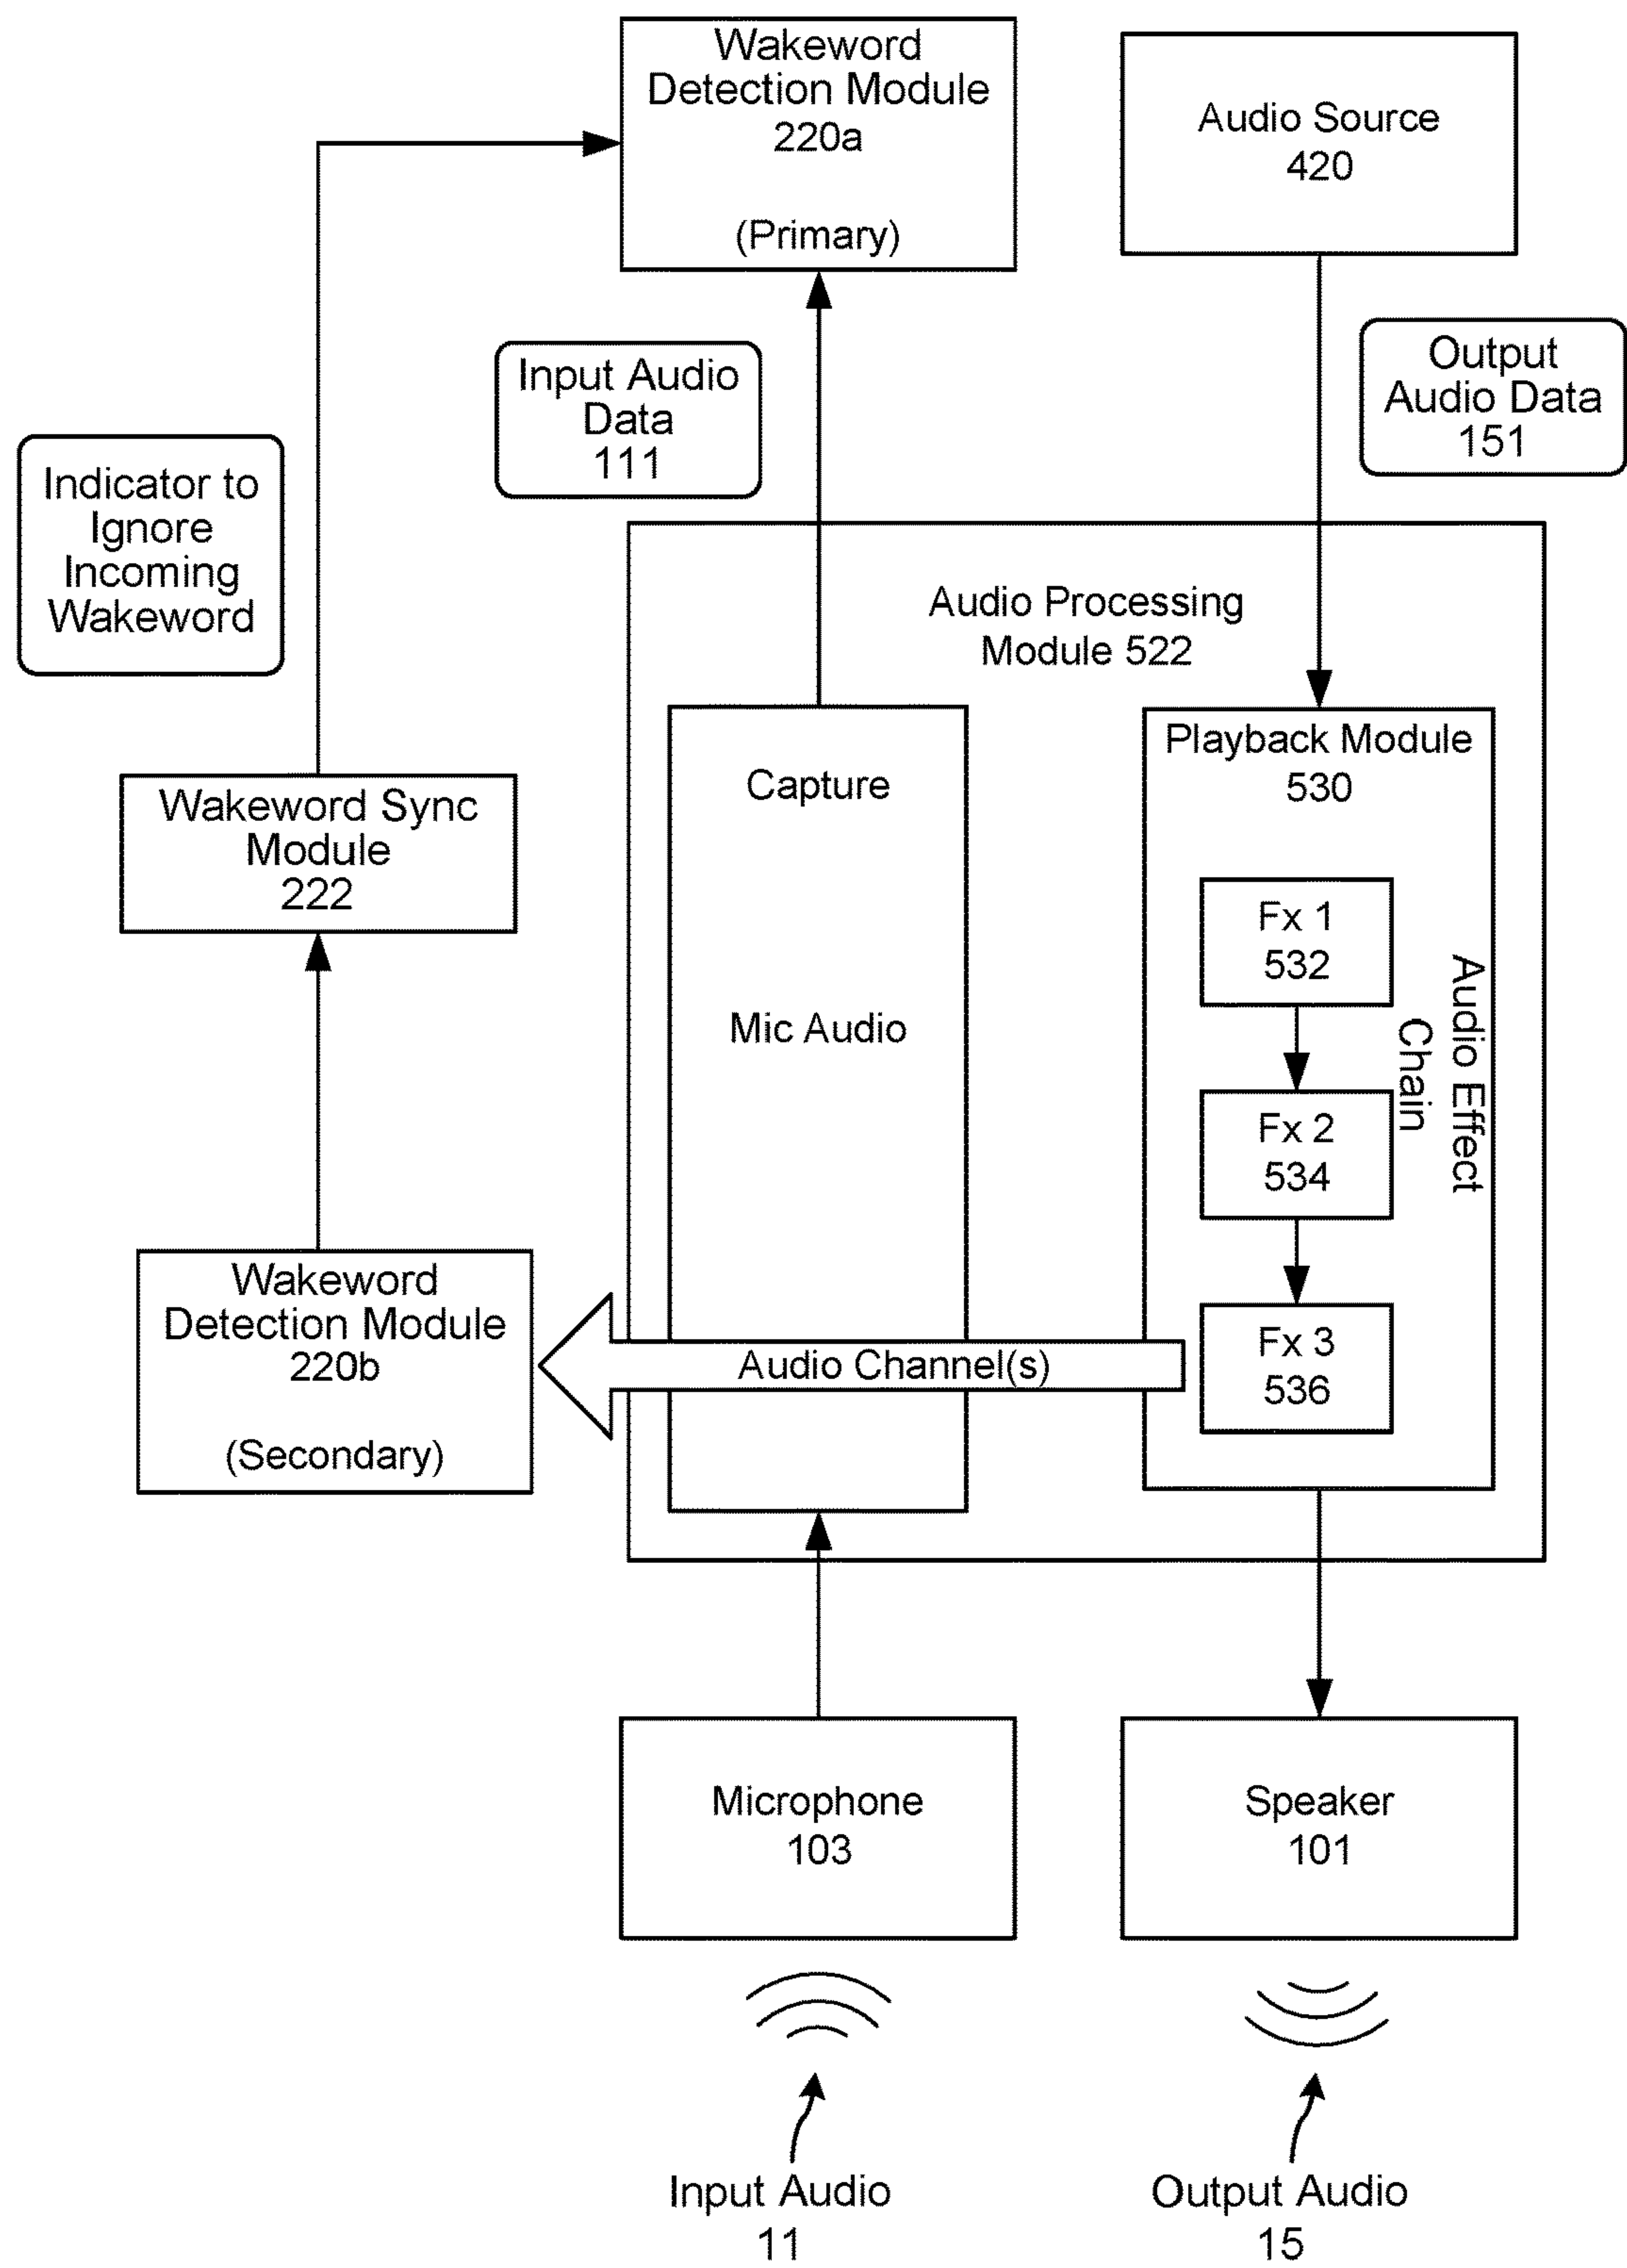 Wakeword
Detection Module
220a
(Primary)
Audio Source
420
Input Audio
Data
111
Output
Audio Data
151
Indicator to
Ignore
Incoming
Wakeword
Audio Processing
Module 522
Wakeword Sync
Module
222
Capture
Mic Audio
Playback Module
530
Fx 1
532
Fx 2
534
Fx 3
536
Audio Effect
Chain
Wakeword
Detection Module
220b
(Secondary)
Audio Channel(s)
Microphone
103
Speaker
101
Input Audio
11
Output Audio
15